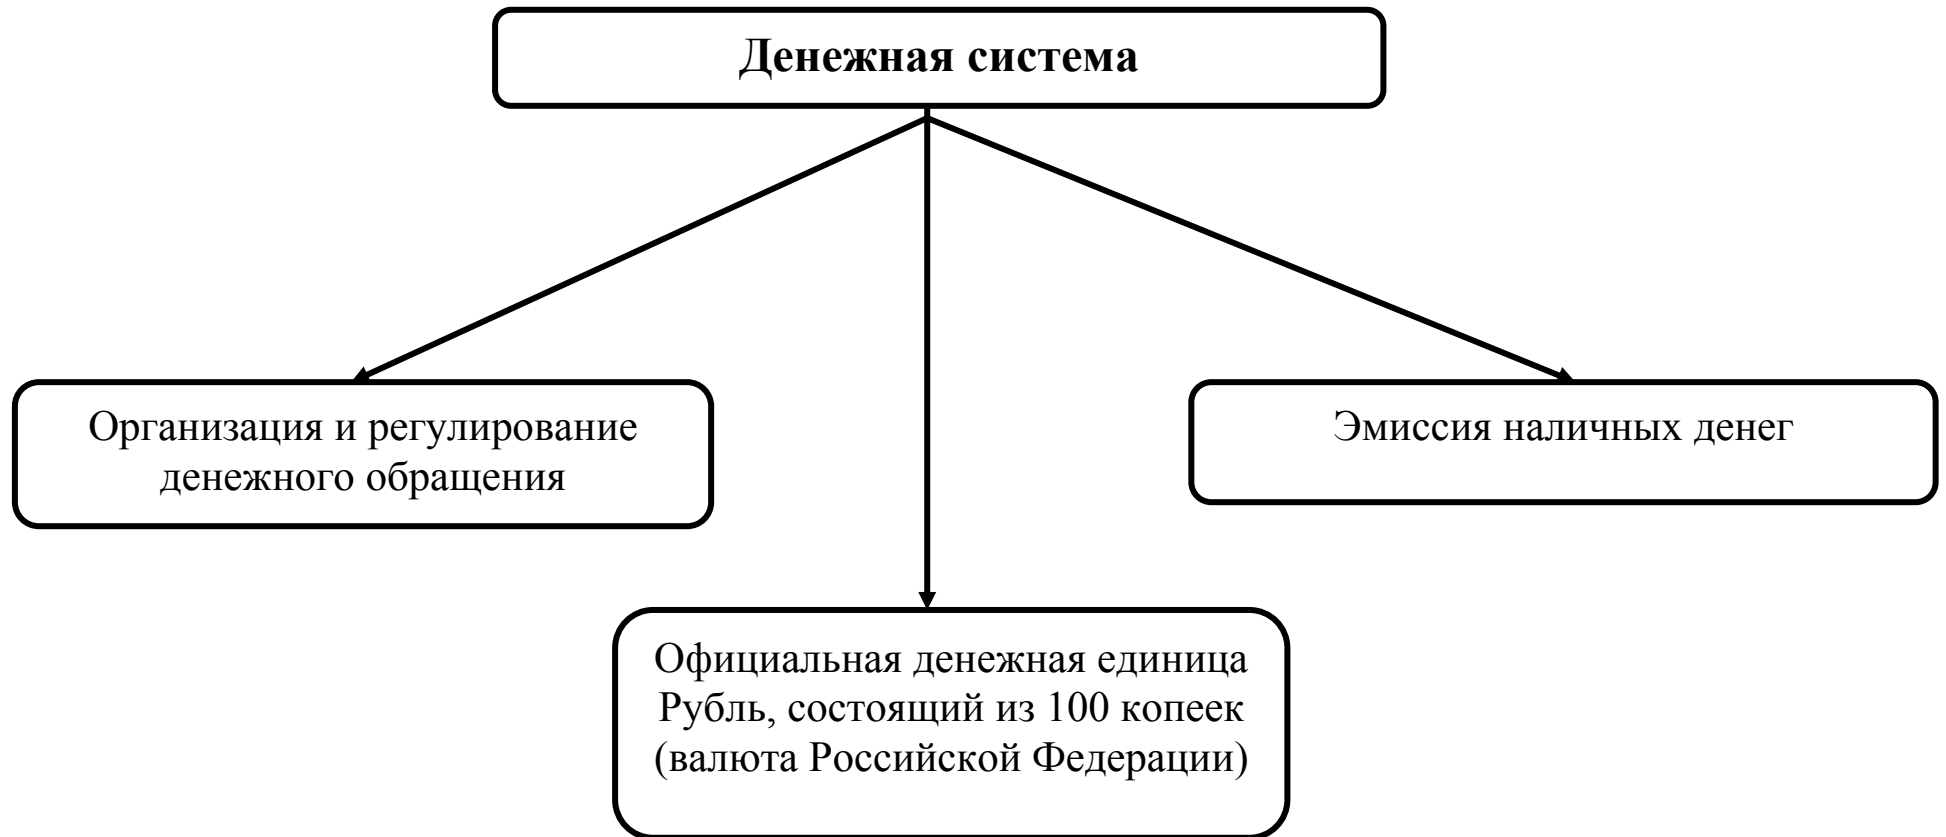 Денежная система
Организация и регулирование
денежного обращения
Эмиссия наличных денег
Официальная денежная единица
Рубль, состоящий из 100 копеек
(валюта Российской Федерации)